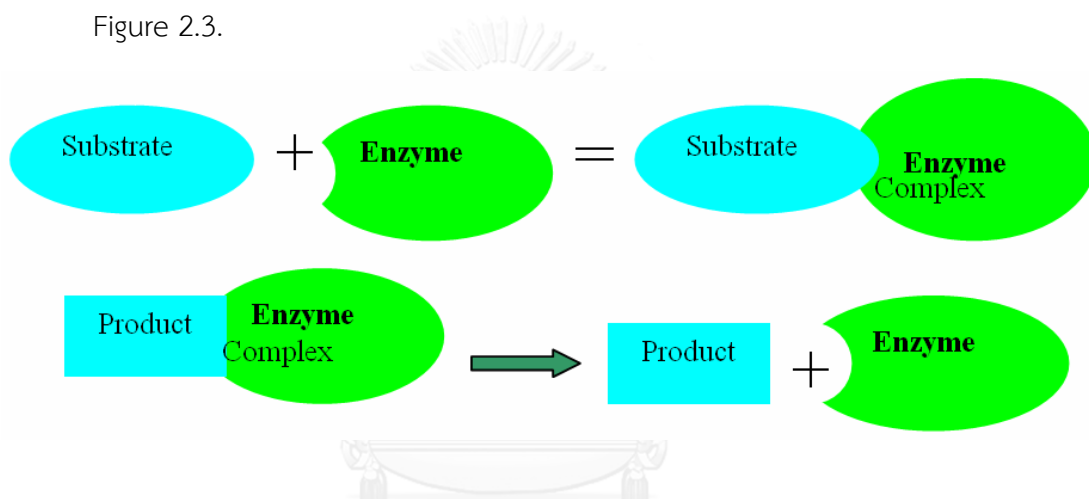 Figure 2.3.
Substrate + Enzyme = Substrate Enzyme
Complex
Product Enzyme
Complex
Product + Enzyme